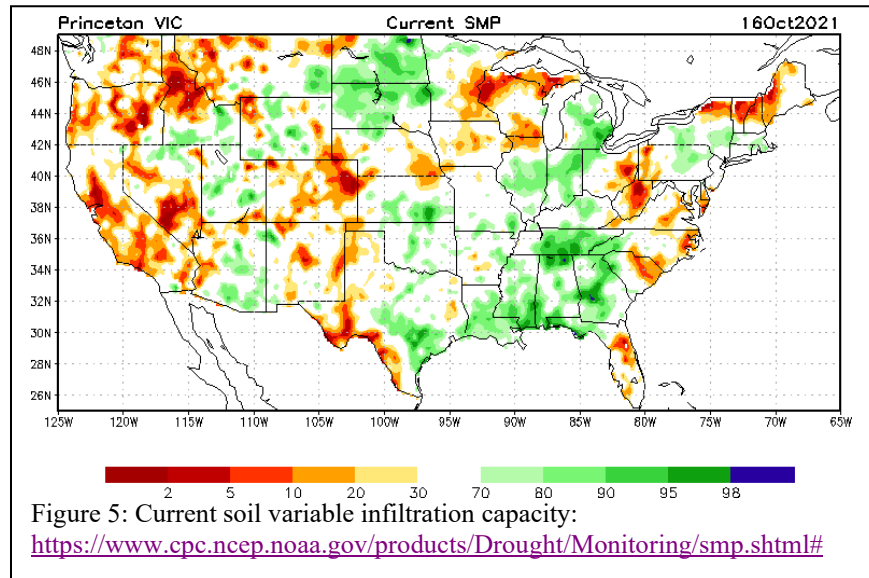 Princeton VIC Current SMP 16Oct2021
48N
46N
44N
42N
40N
38N
36N
34N
32N
30N
28N
26N
125W 120W 115W 110W 105W 100W 95W 90W 85W 80W 75W 70W 65W
2 5 10 20 30 70 80 90 95 98
Figure 5: Current soil variable infiltration capacity:
https://www.cpc.ncep.noaa.gov/products/Drought/Monitoring/smp.shtml#